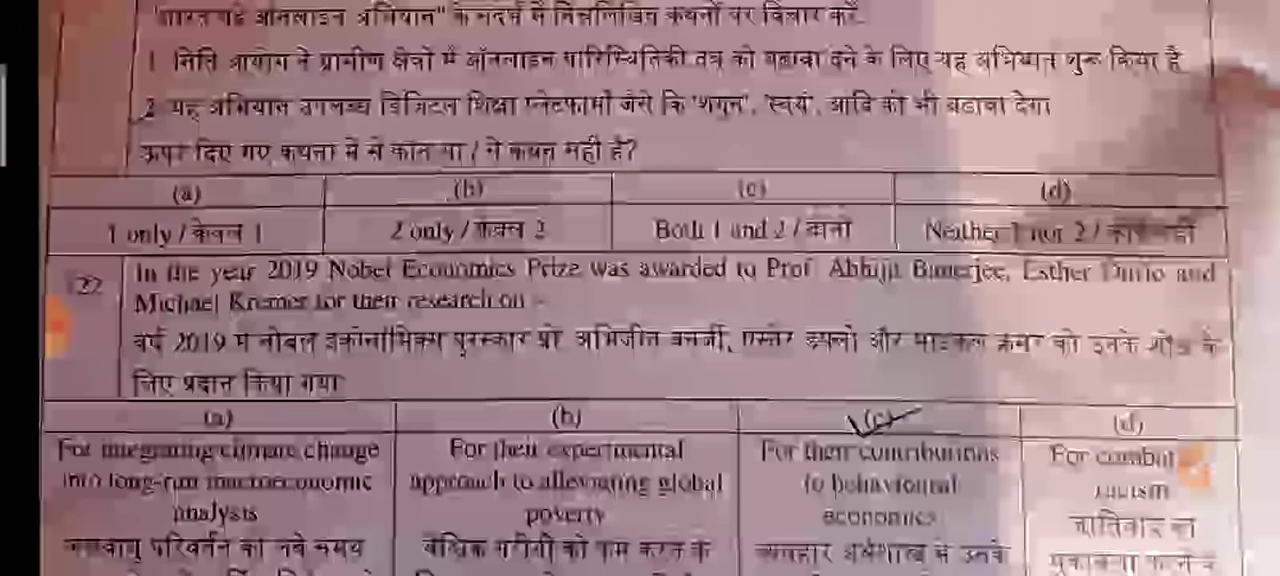 ऑनलाइन अभियान" के संदर्भ में निम्नलिखित कथनों पर विचार करें.
1 निति आयोग ने ग्रामीण क्षेत्रों में ऑनलाइन पारिस्थितिकी तंत्र को बढावा देने के लिए यह अभियान शुरू किया है
2 यह अभियान उपलब्ध डिजिटल शिक्षा प्लेटफार्मों जैसे कि 'शगुन', 'स्वयं', आदि को भी बढावा देगा
ऊपर दिए गए कथनों में से कौन सा / से कथन सही है?
(a) (b) (c) (d)
1 only / केवल 1 2 only / केवल 2 Both 1 and 2 / दोनों Neither 1 nor 2 / कोई नहीं
22 In the year 2019 Nobel Economics Prize was awarded to Prof Abhijit Banerjee, Esther Duflo and
Michael Kremer for their research on :-
वर्ष 2019 में नोबल इकोनॉमिक्स पुरस्कार प्रो अभिजीत बनर्जी, एस्तेर डुफ्लो और माइकल क्रेमर को उनके शोध के
लिए प्रदान किया गया
(a) (b) (c) (d)
For integrating climate change For their experimental For their contributions For combat
into long-run macroeconomic approach to alleviating global to behavioural racism
analysis poverty economics जातिवाद का
जलवायु परिवर्तन को लंबे समय वैश्विक गरीबी को कम करने के व्यवहार अर्थशास्त्र में उनके मुकाबला करने